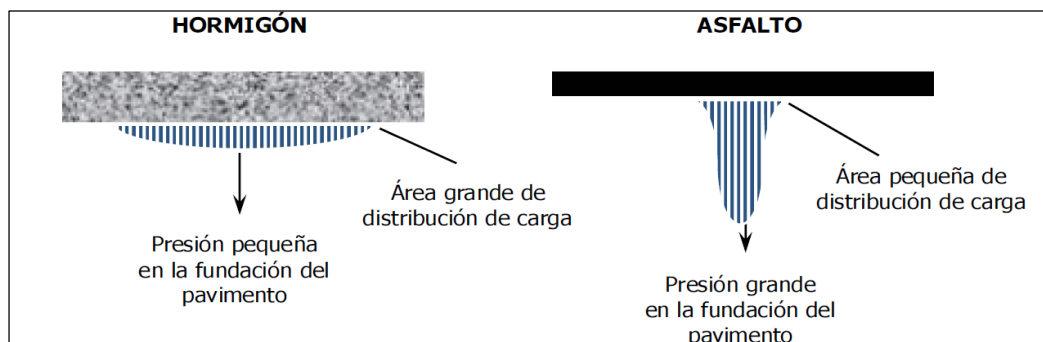 HORMIGÓN
Área grande de
distribución de carga
Presión pequeña
en la fundación del
pavimento
ASFALTO
Área pequeña de
distribución de carga
Presión grande
en la fundación del
pavimento